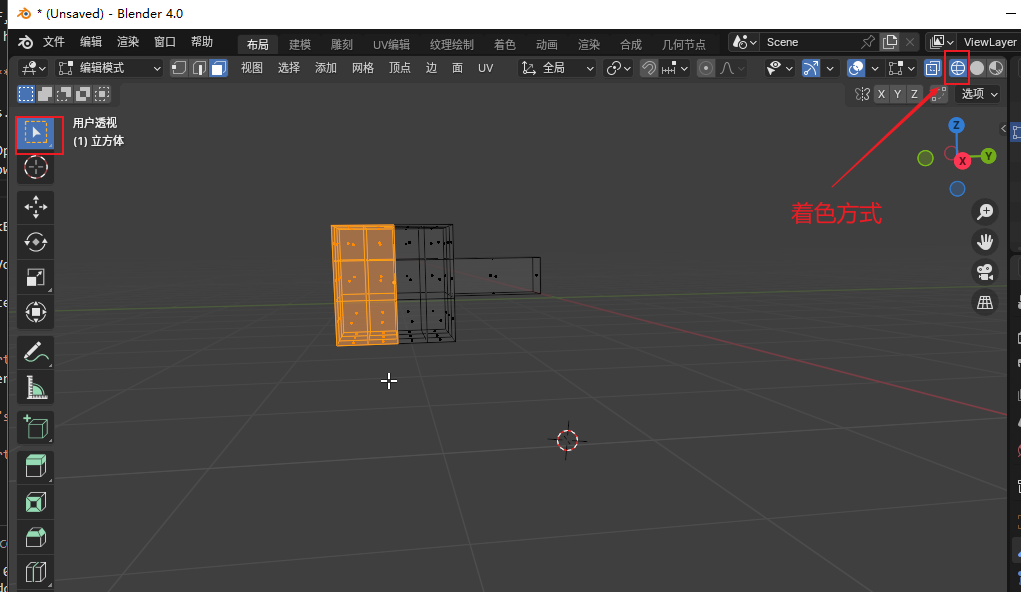 * (Unsaved) - Blender 4.0
文件 编辑 渲染 窗口 帮助 布局 建模 雕刻 UV编辑 纹理绘制 着色 动画 渲染 合成 几何节点 Scene ViewLayer
编辑模式 视图 选择 添加 网格 顶点 边 面 UV 全局
X Y Z 选项
用户透视
(1) 立方体
Z
X Y
着色方式